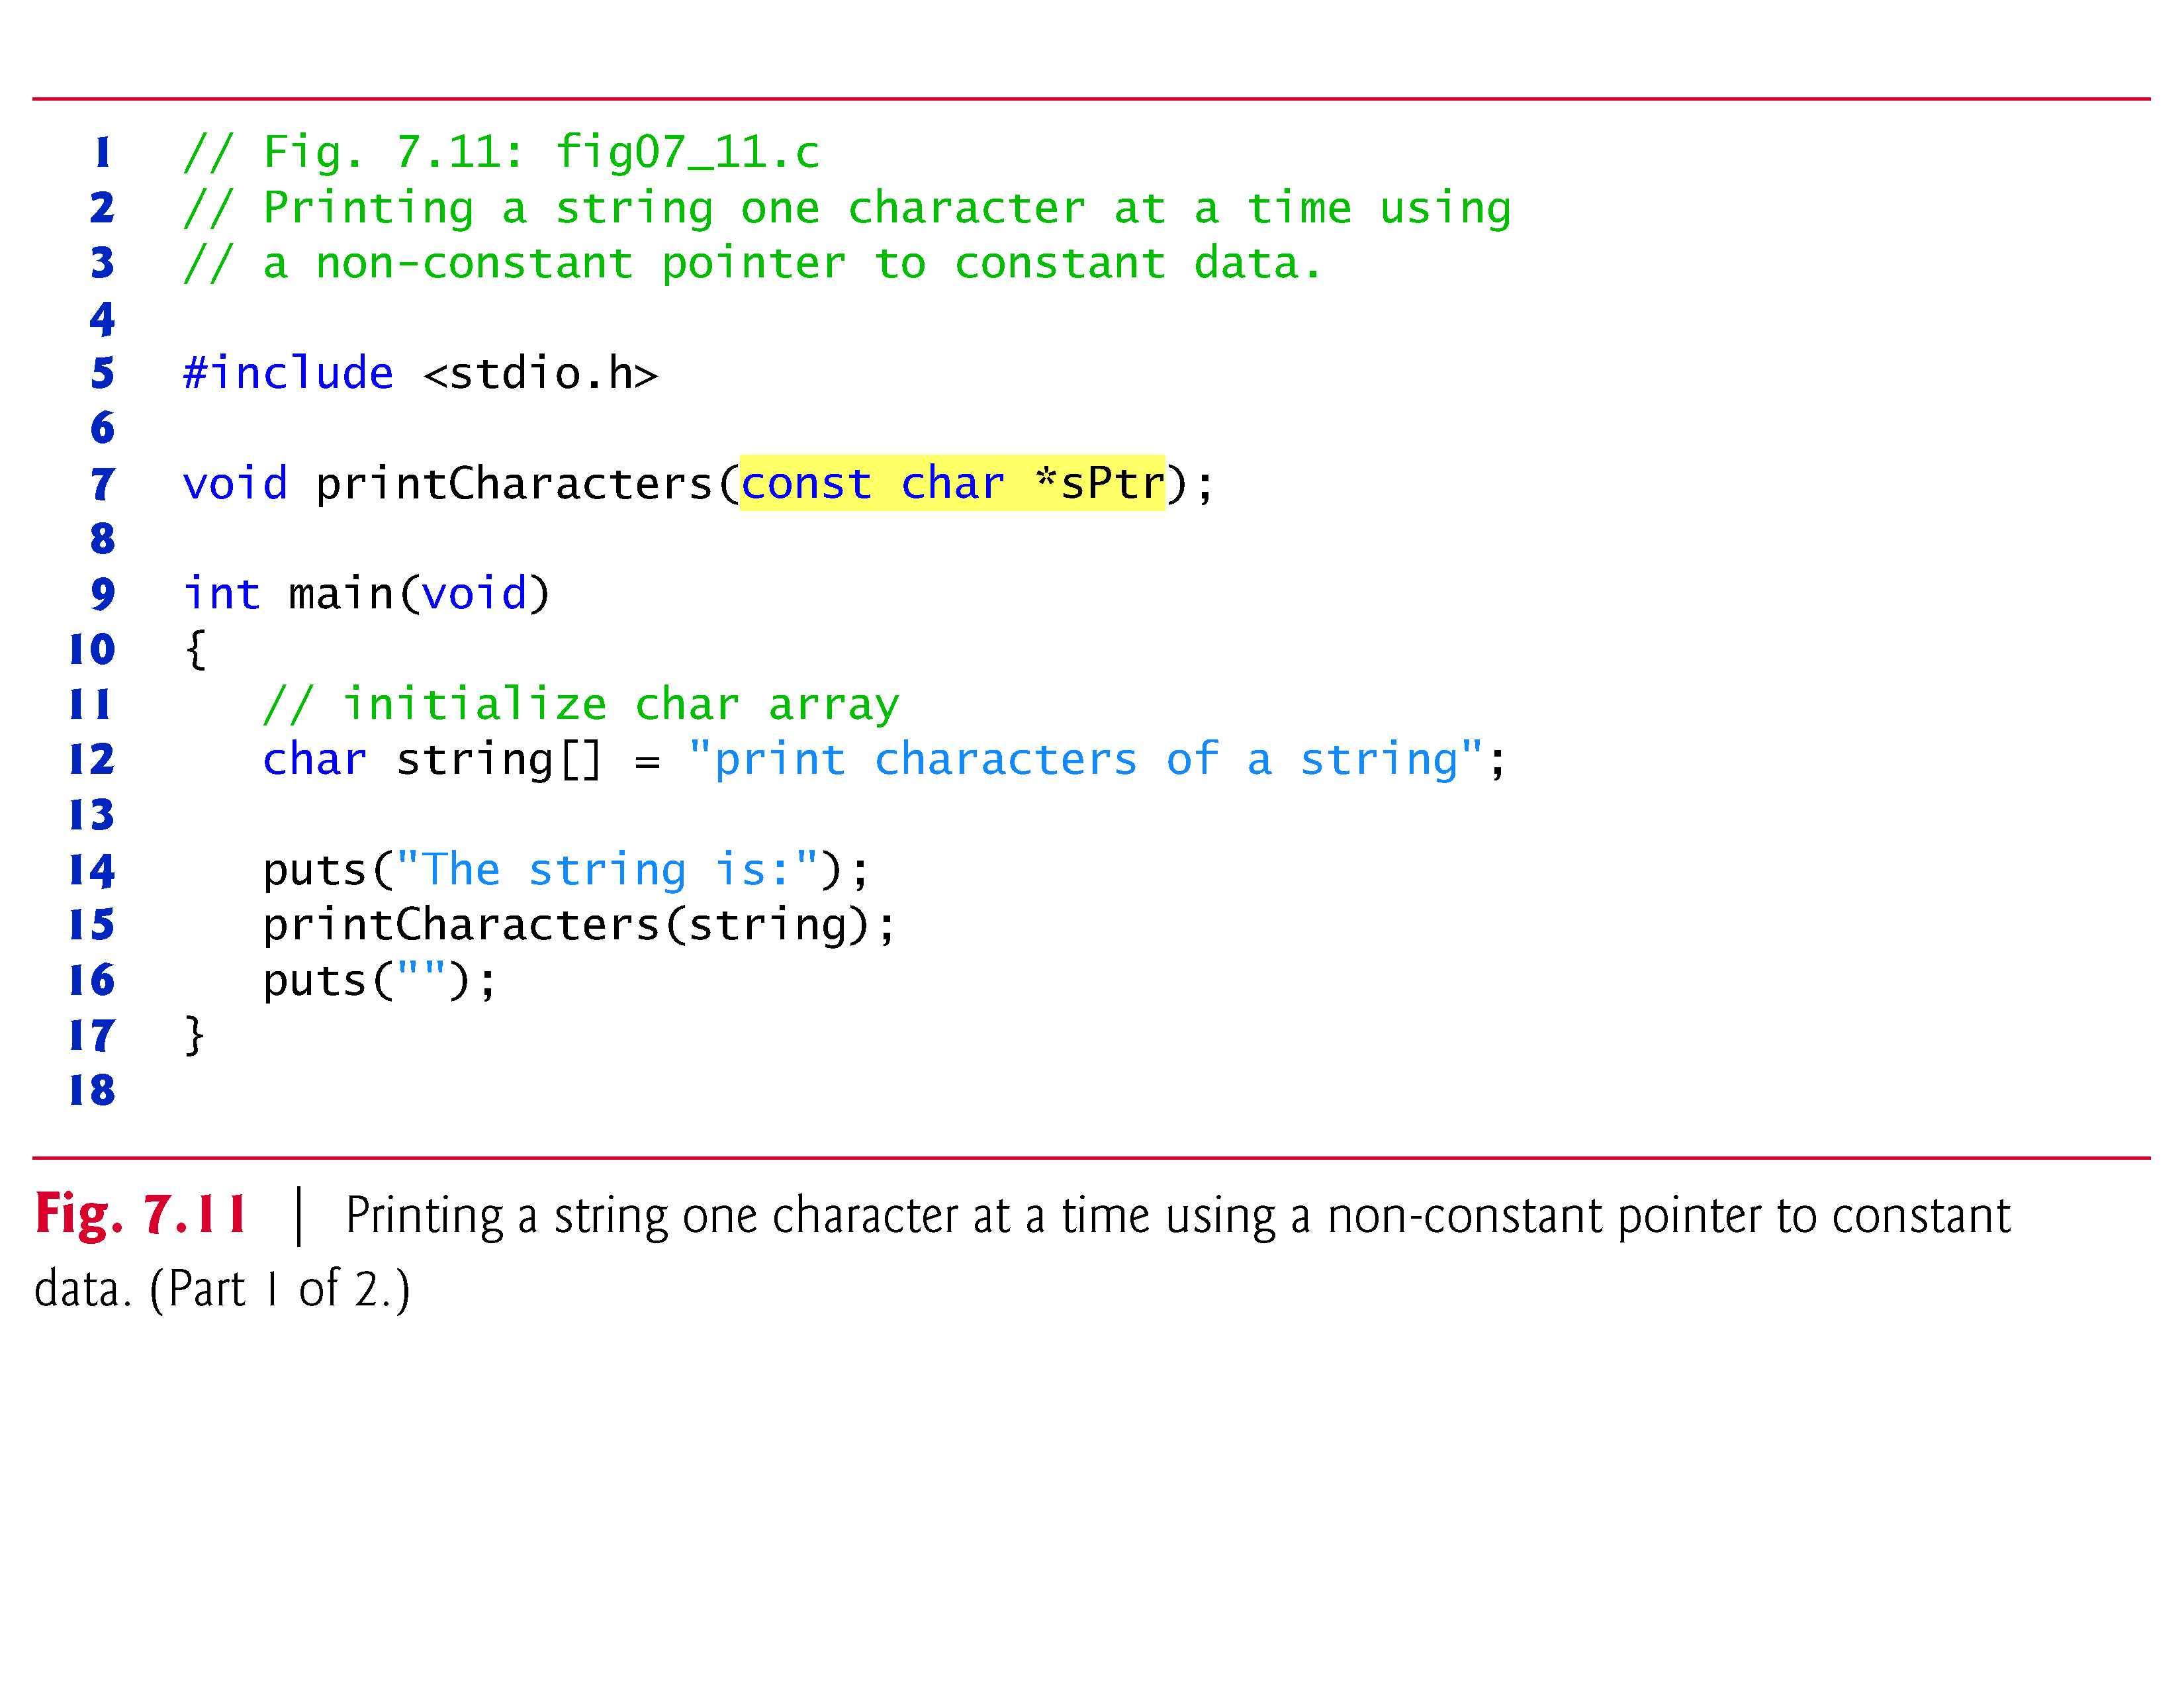 1 // Fig. 7.11: fig07_11.c
2 // Printing a string one character at a time using
3 // a non-constant pointer to constant data.
4
5 #include <stdio.h>
6
7 void printCharacters(const char *sPtr);
8
9 int main(void)
10 {
11    // initialize char array
12    char string[] = "print characters of a string";
13
14    puts("The string is:");
15    printCharacters(string);
16    puts("");
17 }
18
Fig. 7.11 | Printing a string one character at a time using a non-constant pointer to constant
data. (Part 1 of 2.)